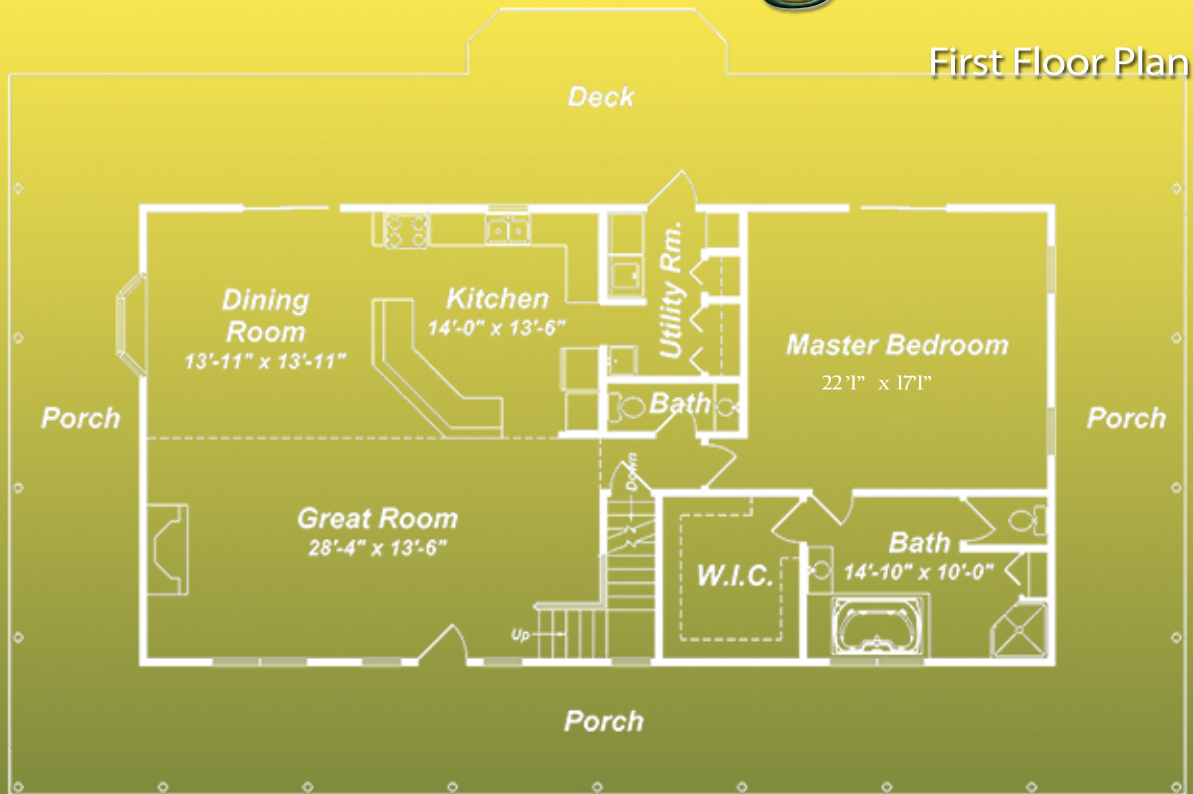 First Floor Plan
Deck
Utility Rm.
Dining
Room
13'-11" x 13'-11"
Kitchen
14'-0" x 13'-6"
Master Bedroom
22'1" x 17'1"
Porch
Bath
Porch
Down
Great Room
28'-4" x 13'-6"
W.I.C.
Bath
14'-10" x 10'-0"
Up
Porch